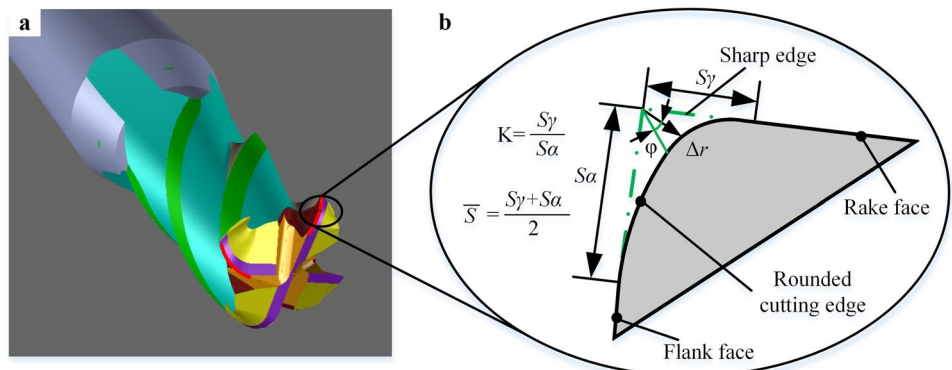 a
b
Sharp edge
Sγ
K=Sγ/Sα
φ
Δr
Sα
S̅ = Sγ+Sα/2
Rake face
Rounded
cutting edge
Flank face